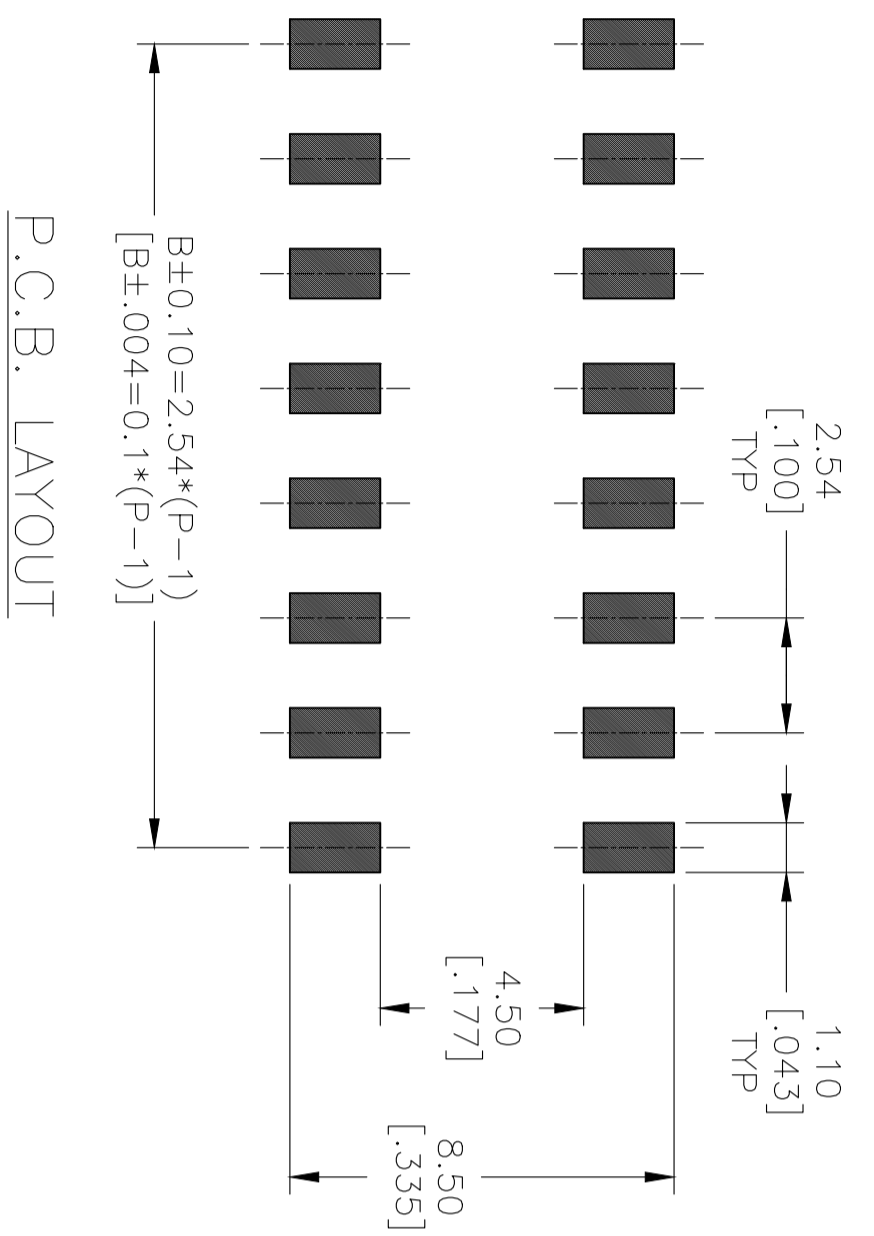 2.54
[.100]
TYP
1.10
[.043]
TYP
4.50
[.177]
8.50
[.335]
B±0.10=2.54*(P-1)
[B±.004=0.1*(P-1)]
P.C.B. LAYOUT